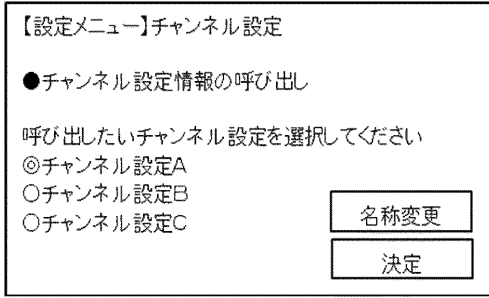 【設定メニュー】チャンネル設定
●チャンネル設定情報の呼び出し
呼び出したいチャンネル設定を選択してください
◎チャンネル設定A
○チャンネル設定B
○チャンネル設定C
名称変更
決定